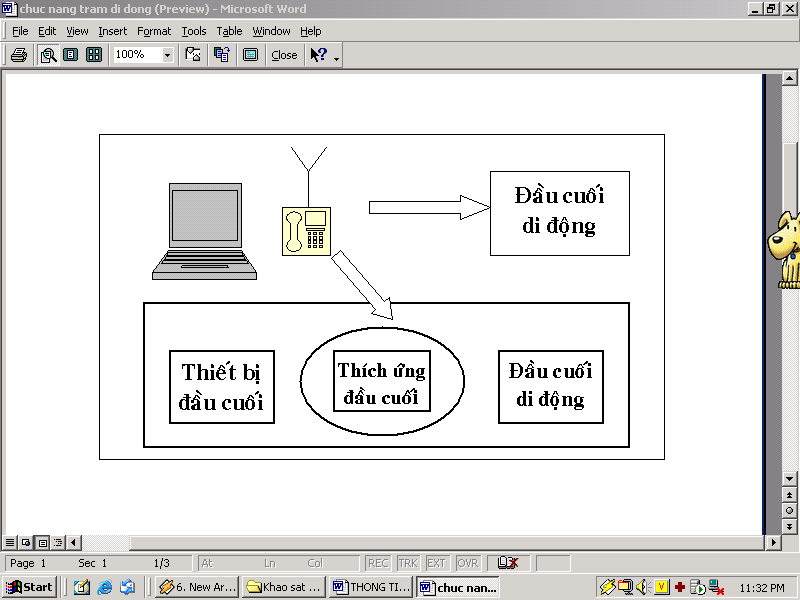 chuc nang tram di dong (Preview) - Microsoft Word
File Edit View Insert Format Tools Table Window Help
100% Close
Đầu cuối
di động
Thiết bị
đầu cuối
Thích ứng
đầu cuối
Đầu cuối
di động
Page 1 Sec 1 1/3 At Ln Col REC TRK EXT OVR
Start 6. New Ar... Khao sat ... THONG TI... chuc nan... 11:32 PM